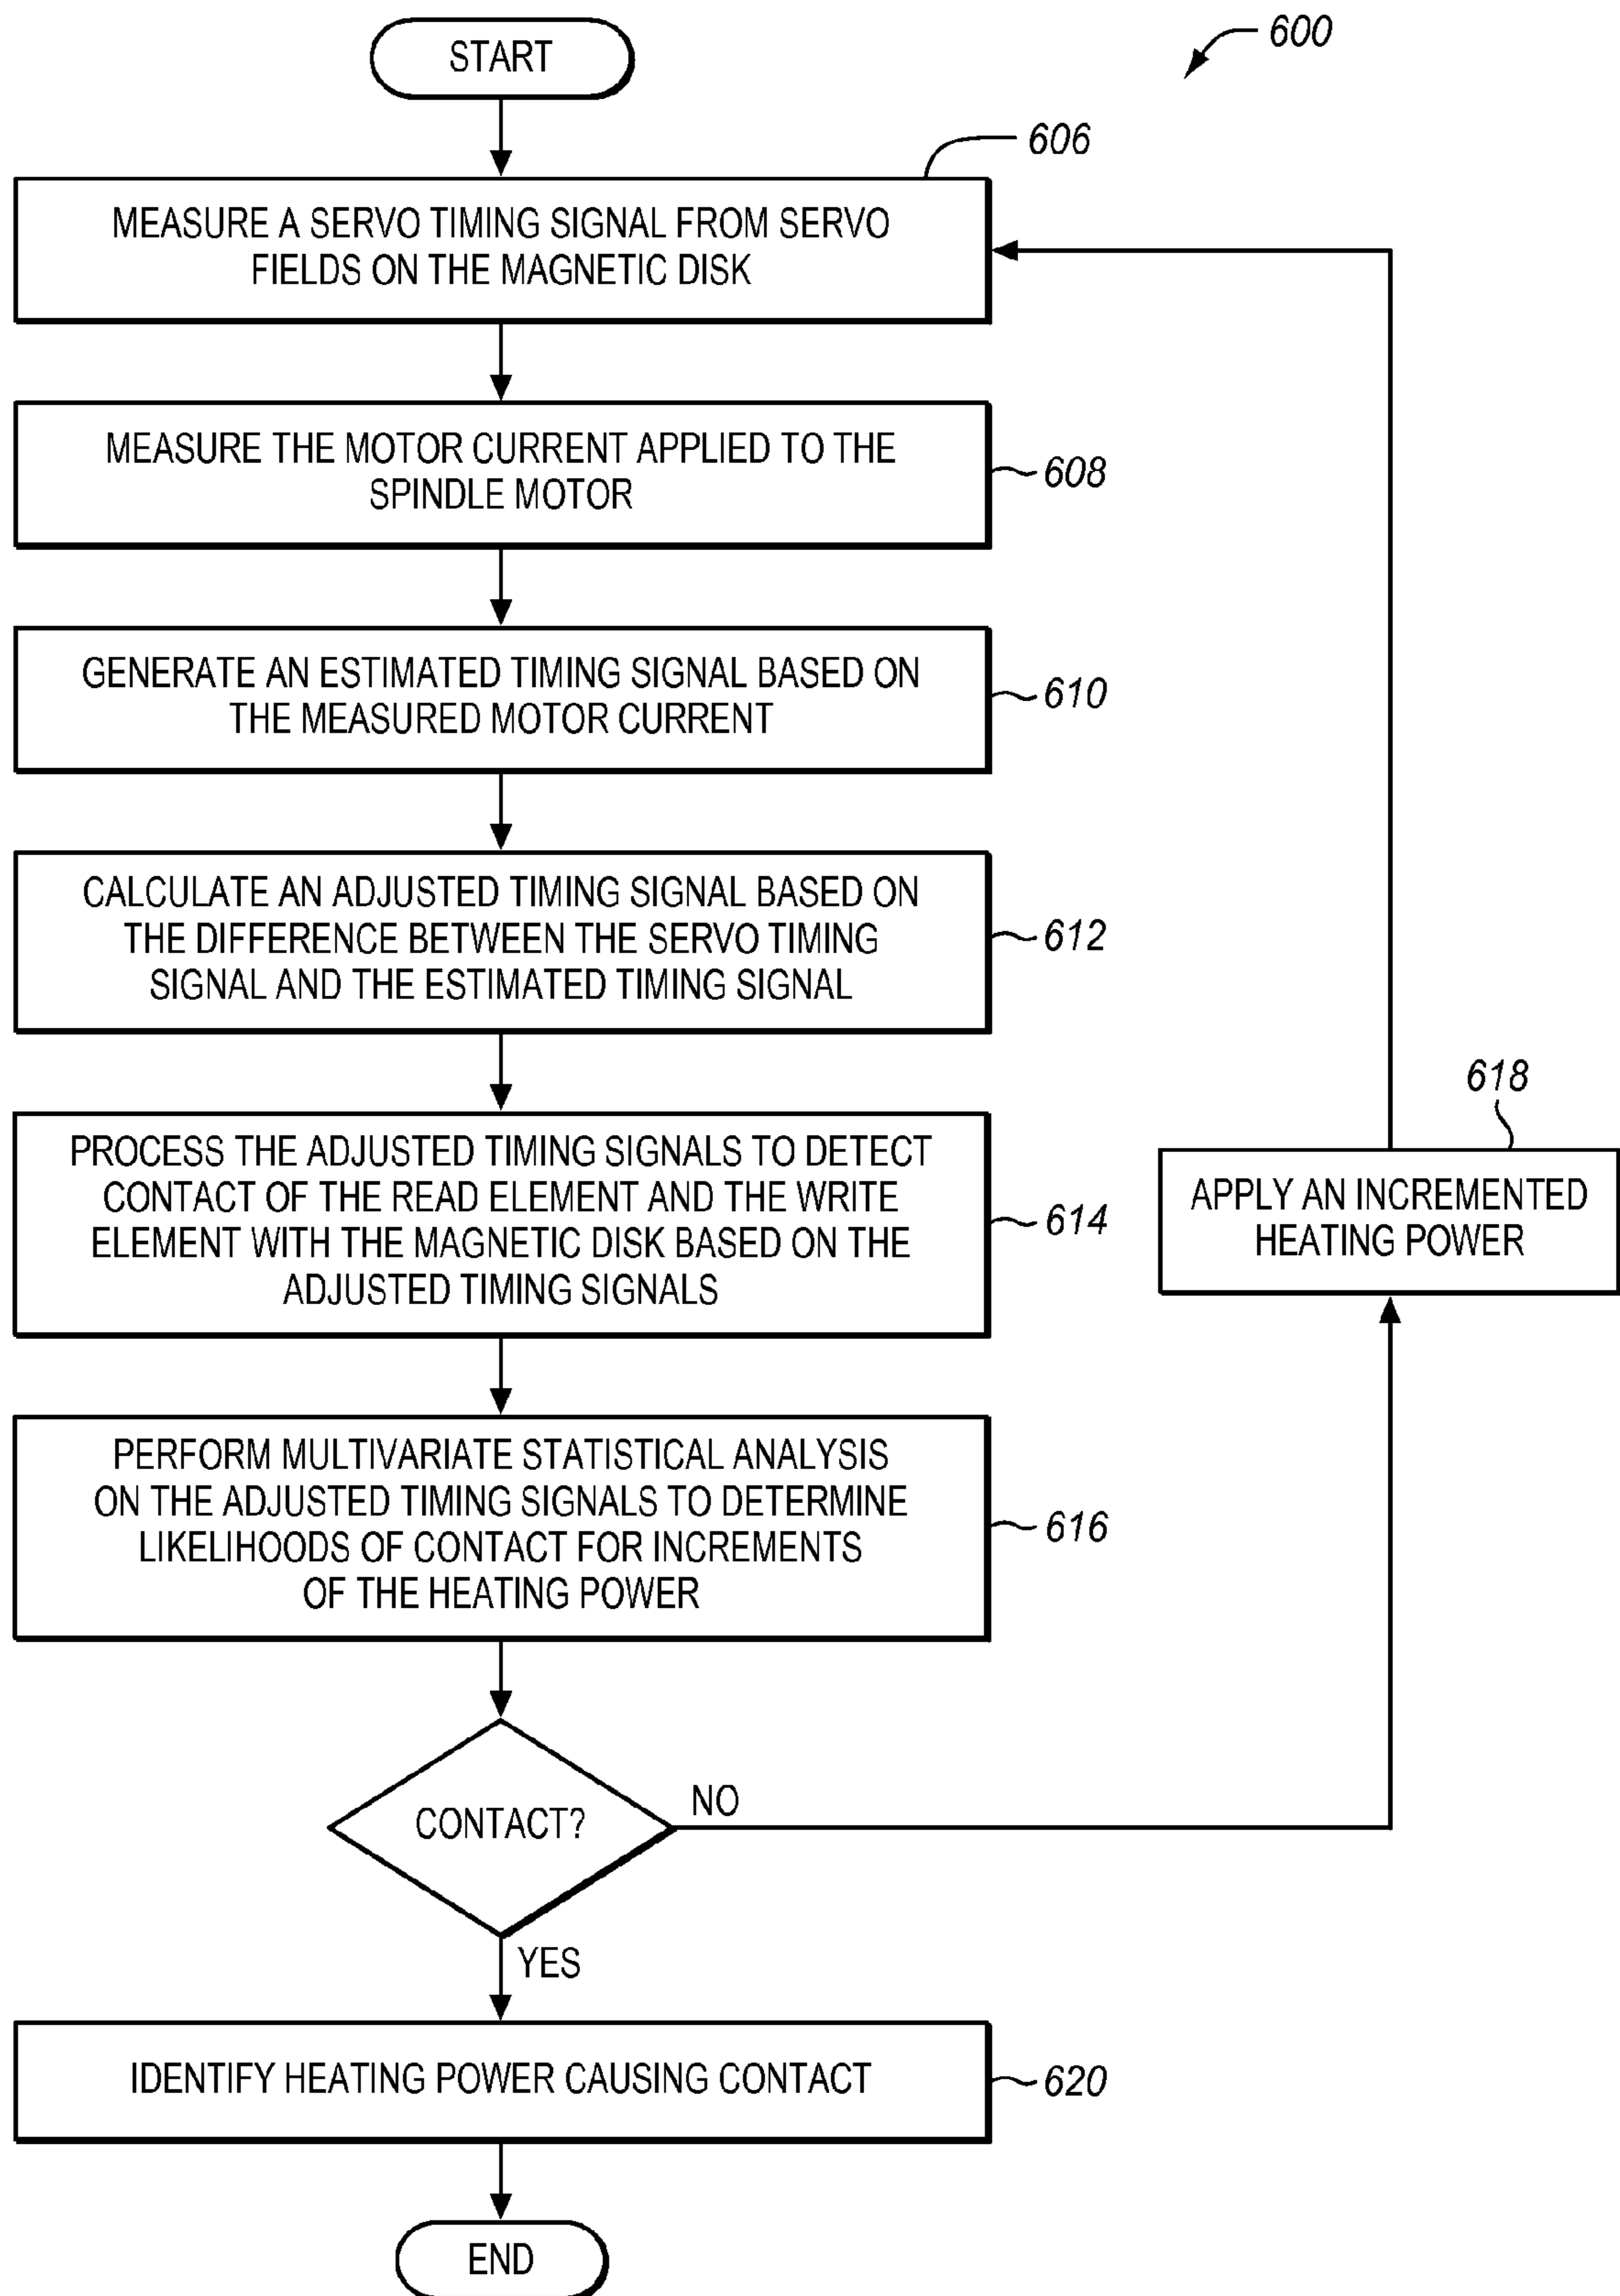 START
600
606
MEASURE A SERVO TIMING SIGNAL FROM SERVO
FIELDS ON THE MAGNETIC DISK
MEASURE THE MOTOR CURRENT APPLIED TO THE
SPINDLE MOTOR
608
GENERATE AN ESTIMATED TIMING SIGNAL BASED ON
THE MEASURED MOTOR CURRENT
610
CALCULATE AN ADJUSTED TIMING SIGNAL BASED ON
THE DIFFERENCE BETWEEN THE SERVO TIMING
SIGNAL AND THE ESTIMATED TIMING SIGNAL
612
PROCESS THE ADJUSTED TIMING SIGNALS TO DETECT
CONTACT OF THE READ ELEMENT AND THE WRITE
ELEMENT WITH THE MAGNETIC DISK BASED ON THE
ADJUSTED TIMING SIGNALS
614
618
APPLY AN INCREMENTED
HEATING POWER
PERFORM MULTIVARIATE STATISTICAL ANALYSIS
ON THE ADJUSTED TIMING SIGNALS TO DETERMINE
LIKELIHOODS OF CONTACT FOR INCREMENTS
OF THE HEATING POWER
616
CONTACT?
NO
YES
IDENTIFY HEATING POWER CAUSING CONTACT
620
END